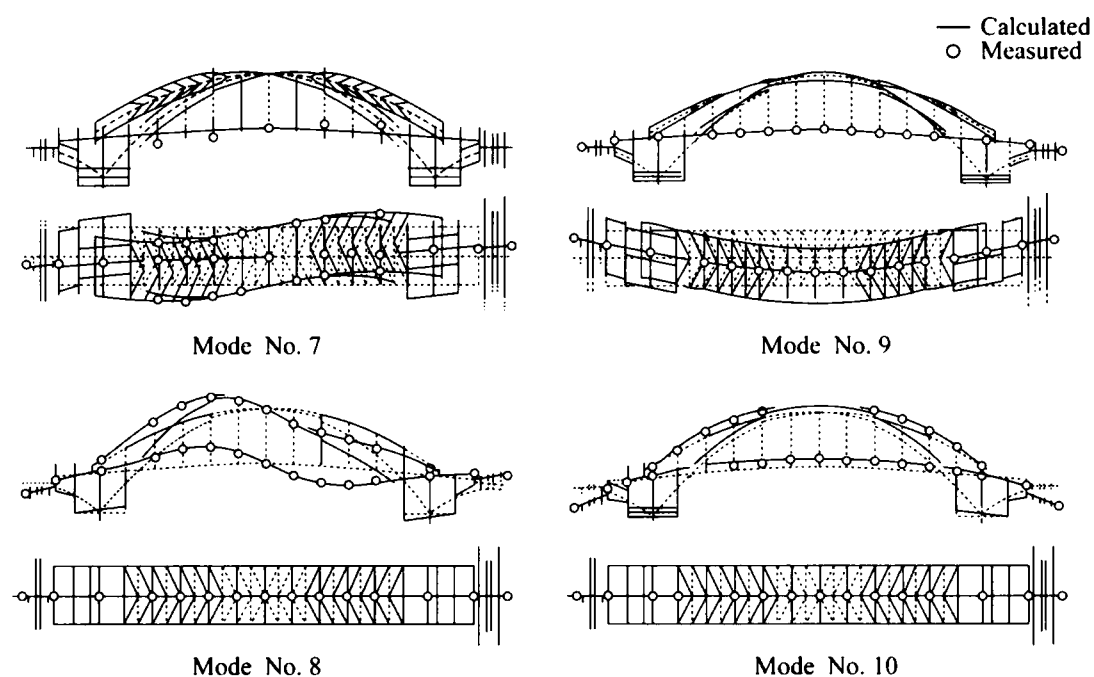 Calculated
Measured
Mode No. 7
Mode No. 9
Mode No. 8
Mode No. 10